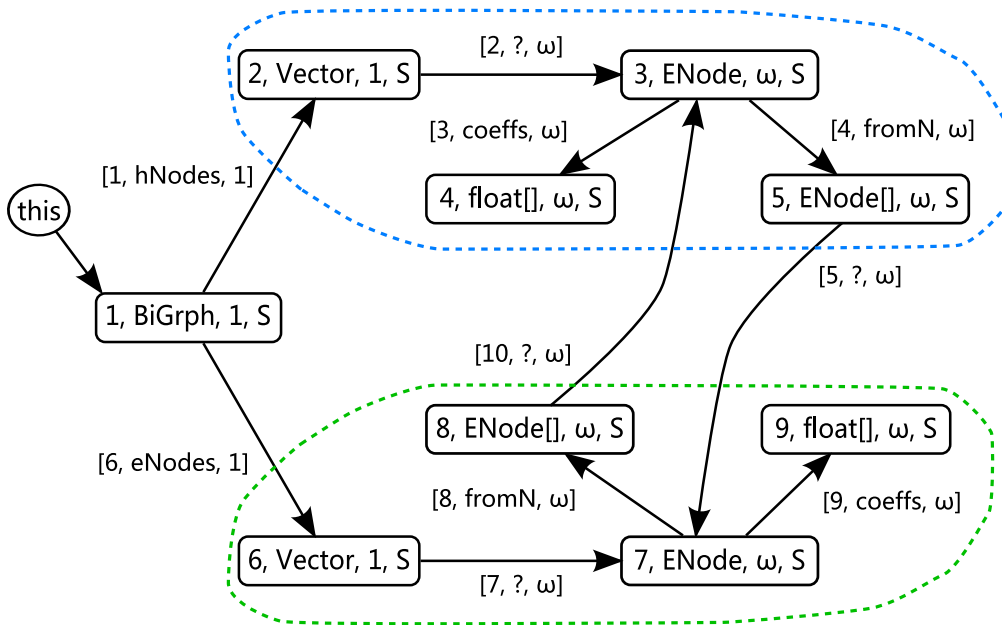 [2, ?, ω]
2, Vector, 1, S
3, ENode, ω, S
[3, coeffs, ω]
[4, fromN, ω]
[1, hNodes, 1]
4, float[], ω, S
5, ENode[], ω, S
this
[5, ?, ω]
1, BiGrph, 1, S
[10, ?, ω]
8, ENode[], ω, S
9, float[], ω, S
[6, eNodes, 1]
[8, fromN, ω]
[9, coeffs, ω]
6, Vector, 1, S
7, ENode, ω, S
[7, ?, ω]